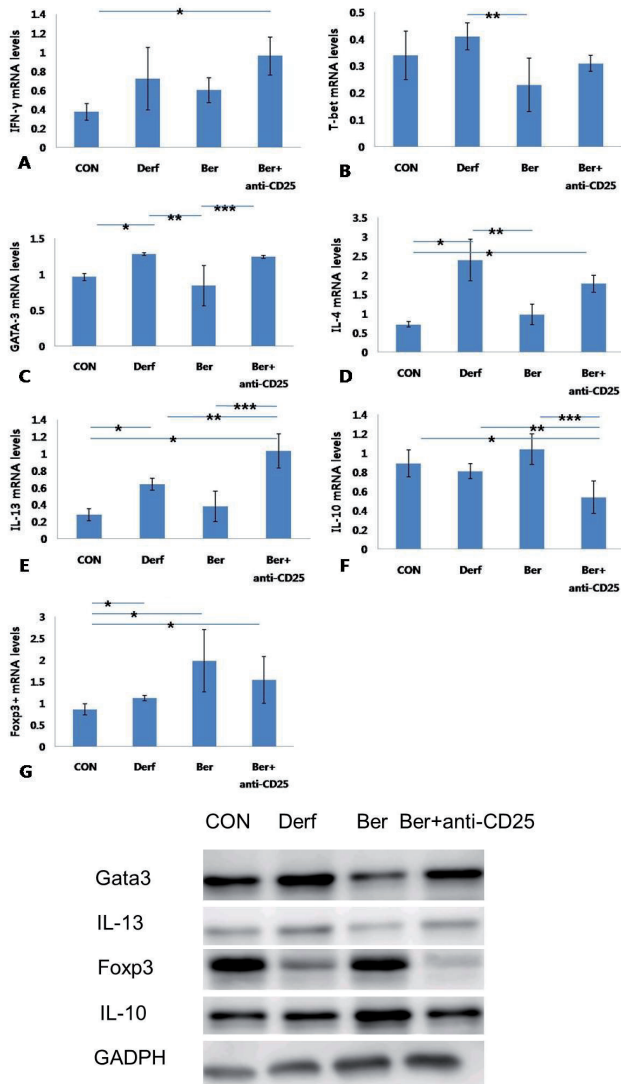 IFN-γ mRNA levels
1.4
1.2
1
0.8
0.6
0.4
0.2
0
*
CON
Derf
Ber
Ber+
anti-CD25
A
T-bet mRNA levels
0.5
0.4
0.3
0.2
0.1
0
**
CON
Derf
Ber
Ber+
anti-CD25
B
GATA-3 mRNA levels
1.5
1
0.5
0
*
**
***
CON
Derf
Ber
Ber+
anti-CD25
C
IL-4 mRNA levels
3.5
3
2.5
2
1.5
1
0.5
0
*
**
*
CON
Derf
Ber
Ber+
anti-CD25
D
IL-13 mRNA levels
1.4
1.2
1
0.8
0.6
0.4
0.2
0
*
*
**
***
CON
Derf
Ber
Ber+
anti-CD25
E
IL-10 mRNA levels
1.4
1.2
1
0.8
0.6
0.4
0.2
0
*
**
***
CON
Derf
Ber
Ber+
anti-CD25
F
Foxp3+ mRNA levels
3
2.5
2
1.5
1
0.5
0
*
*
*
CON
Derf
Ber
Ber+
anti-CD25
G
CON Derf Ber Ber+anti-CD25
Gata3
IL-13
Foxp3
IL-10
GADPH